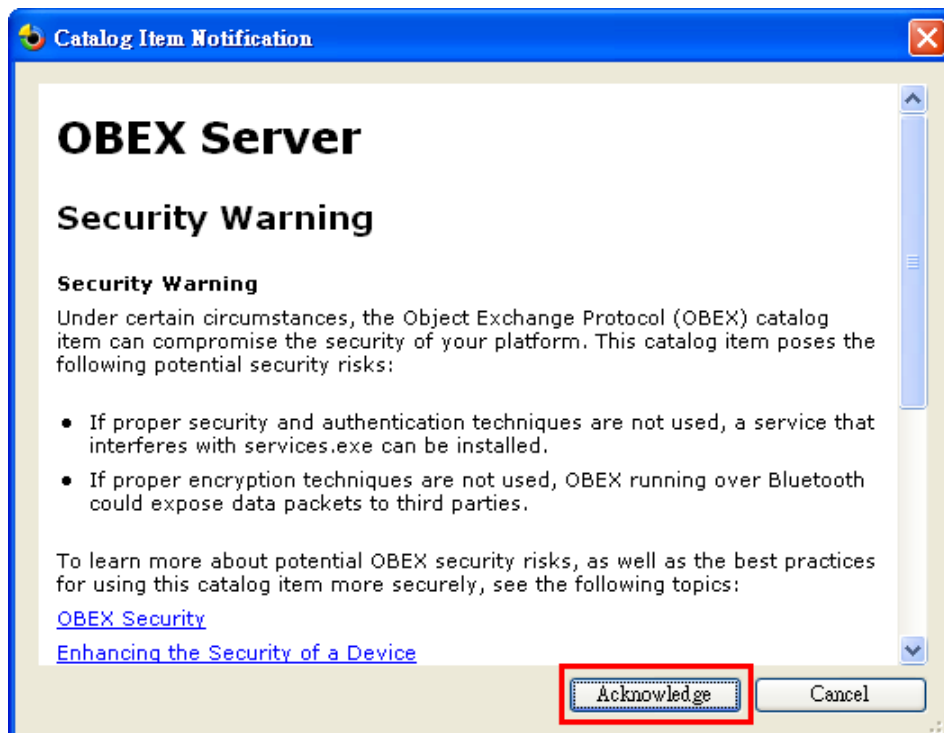 Catalog Item Notification
OBEX Server
Security Warning
Security Warning
Under certain circumstances, the Object Exchange Protocol (OBEX) catalog
item can compromise the security of your platform. This catalog item poses the
following potential security risks:
● If proper security and authentication techniques are not used, a service that
interferes with services.exe can be installed.
● If proper encryption techniques are not used, OBEX running over Bluetooth
could expose data packets to third parties.
To learn more about potential OBEX security risks, as well as the best practices
for using this catalog item more securely, see the following topics:
OBEX Security
Enhancing the Security of a Device
Acknowledge Cancel